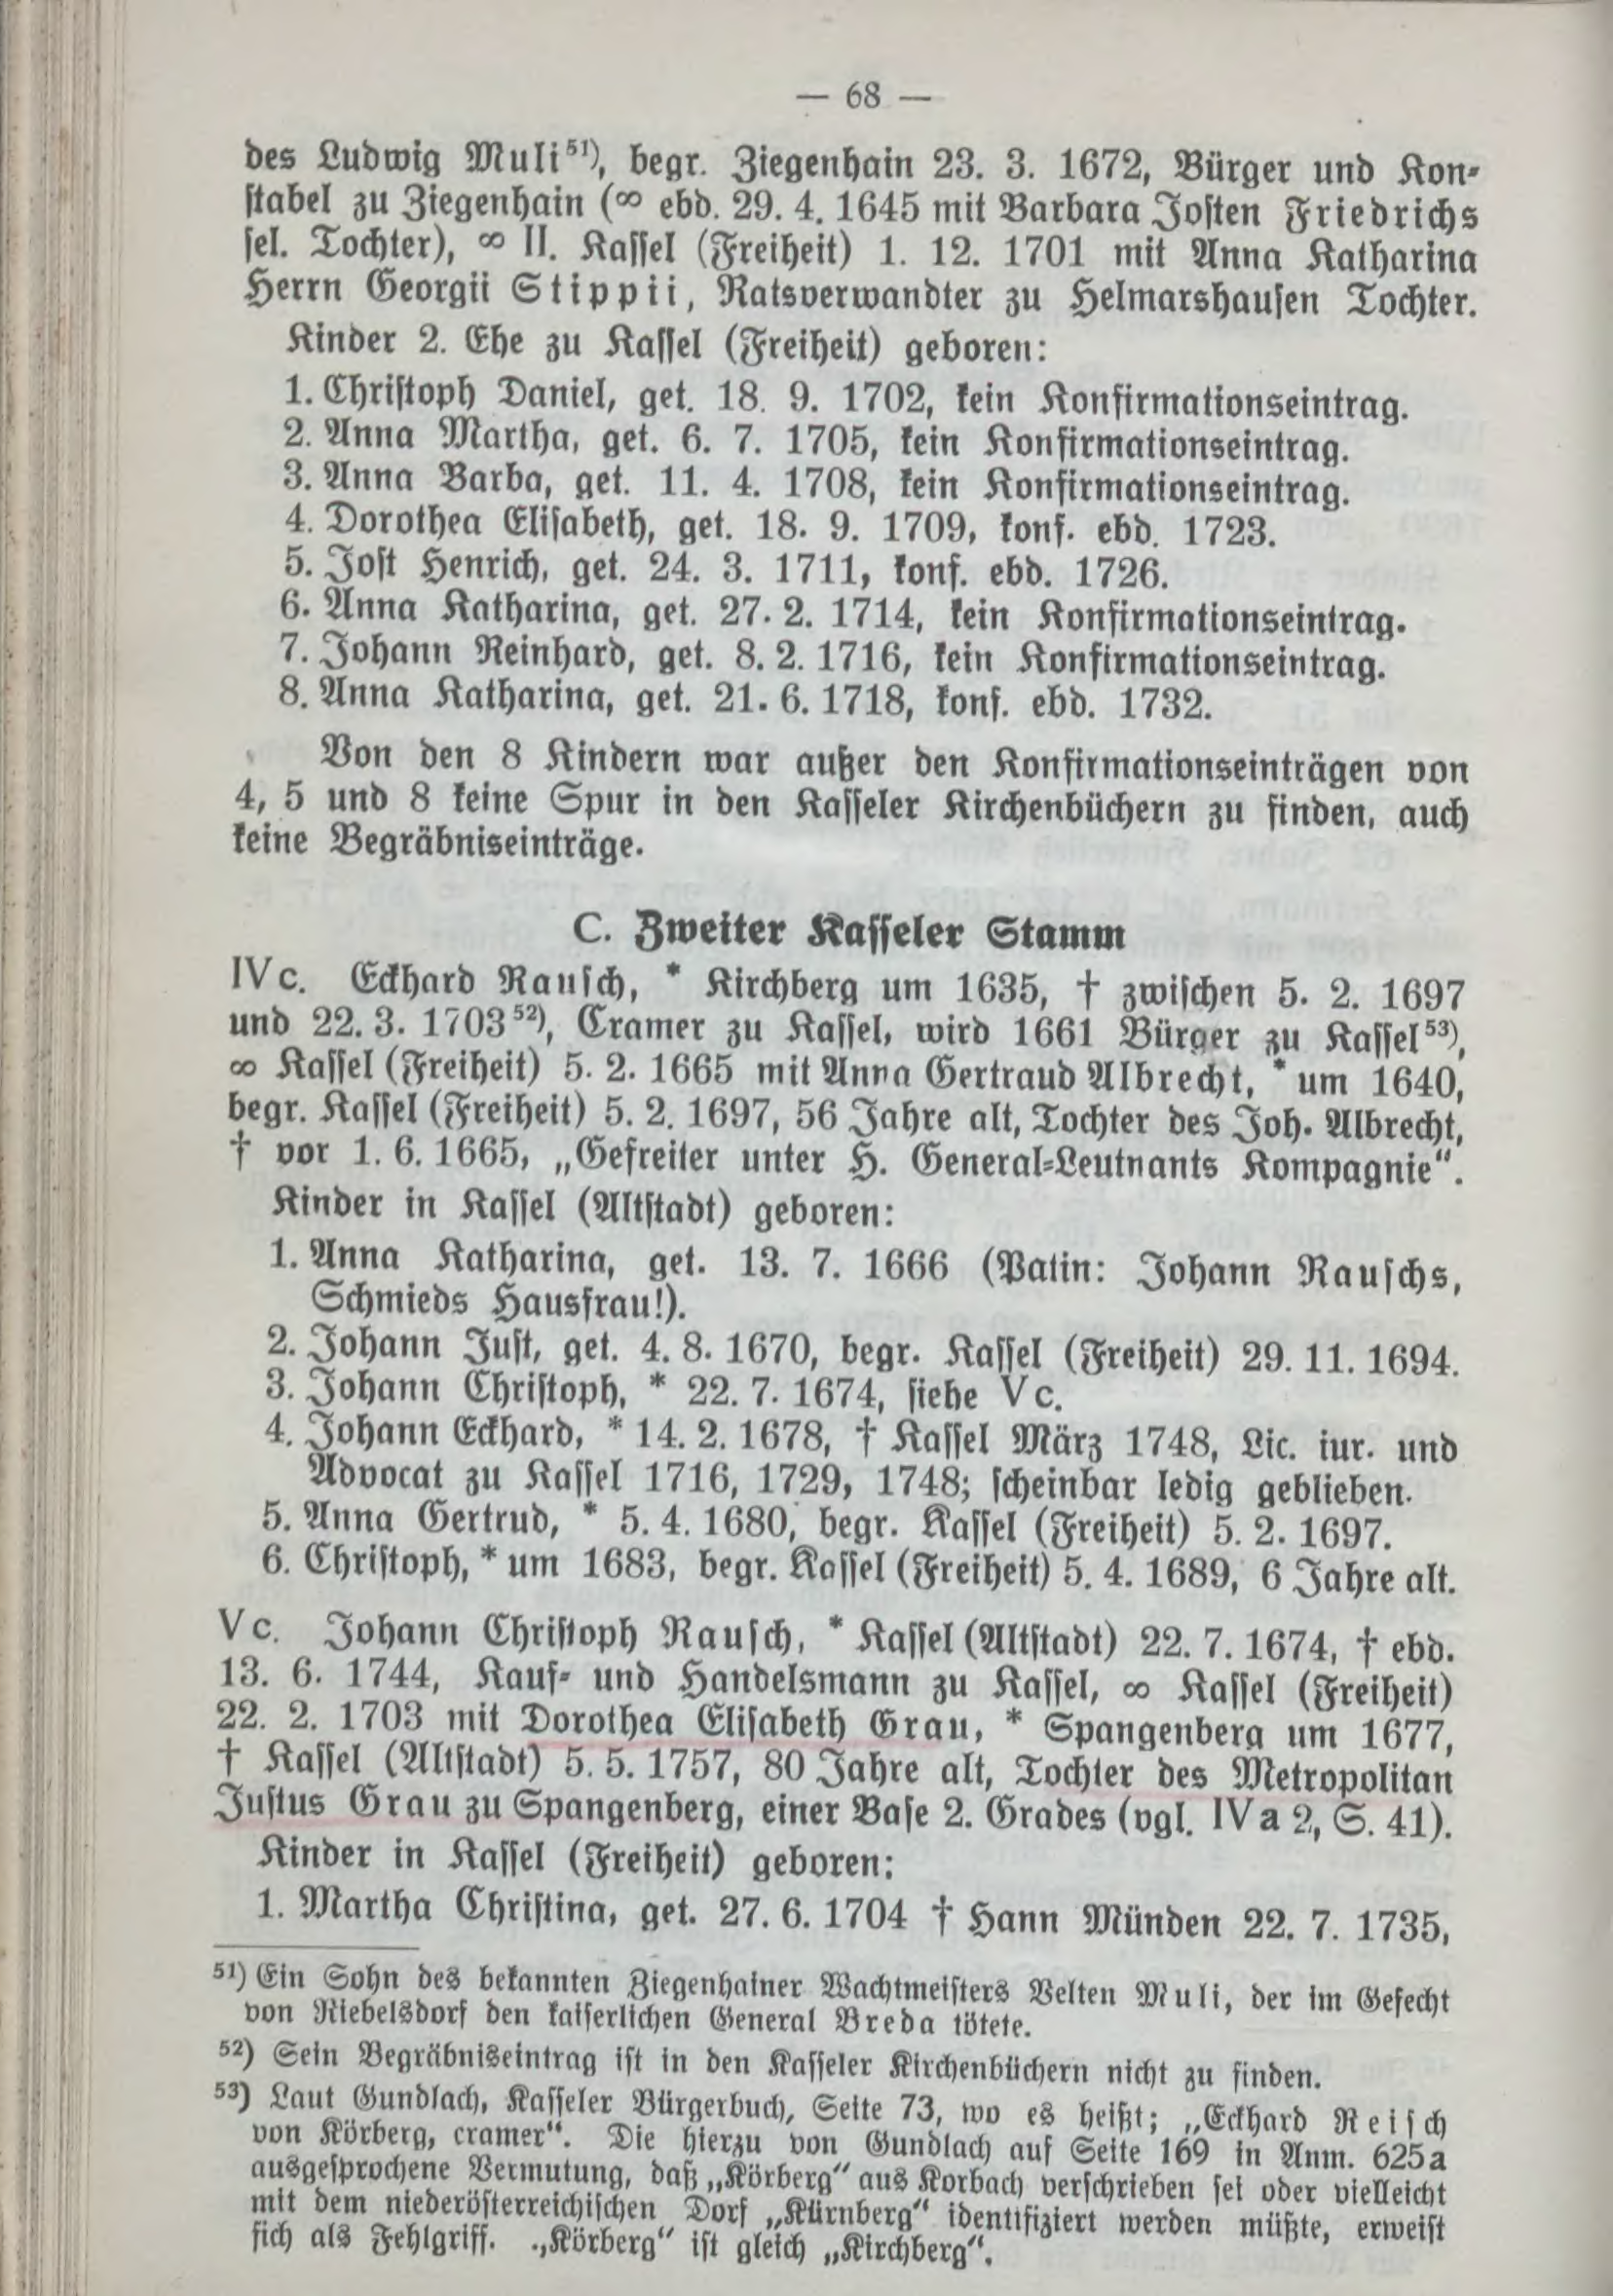 — 68 —
des Ludwig Muli⁵¹), begr. Ziegenhain 23. 3. 1672, Bürger und Kon-
stabel zu Ziegenhain (∞ ebd. 29. 4. 1645 mit Barbara Josten Friedrichs
sel. Tochter), ∞ II. Kassel (Freiheit) 1. 12. 1701 mit Anna Katharina
Herrn Georgii Stippii, Ratsverwandter zu Helmarshausen Tochter.
Kinder 2. Ehe zu Kassel (Freiheit) geboren:
1. Christoph Daniel, get. 18. 9. 1702, kein Konfirmationseintrag.
2. Anna Martha, get. 6. 7. 1705, kein Konfirmationseintrag.
3. Anna Barba, get. 11. 4. 1708, kein Konfirmationseintrag.
4. Dorothea Elisabeth, get. 18. 9. 1709, konf. ebd. 1723.
5. Jost Henrich, get. 24. 3. 1711, konf. ebd. 1726.
6. Anna Katharina, get. 27. 2. 1714, kein Konfirmationseintrag.
7. Johann Reinhard, get. 8. 2. 1716, kein Konfirmationseintrag.
8. Anna Katharina, get. 21. 6. 1718, konf. ebd. 1732.
Von den 8 Kindern war außer den Konfirmationseinträgen von
4, 5 und 8 keine Spur in den Kasseler Kirchenbüchern zu finden, auch
keine Begräbniseinträge.
C. Zweiter Kasseler Stamm
IV c. Eckhard Rausch, * Kirchberg um 1635, † zwischen 5. 2. 1697
und 22. 3. 1703⁵²), Cramer zu Kassel, wird 1661 Bürger zu Kassel⁵³),
∞ Kassel (Freiheit) 5. 2. 1665 mit Anna Gertraud Albrecht, * um 1640,
begr. Kassel (Freiheit) 5. 2. 1697, 56 Jahre alt, Tochter des Joh. Albrecht,
† vor 1. 6. 1665, „Gefreiter unter H. General-Leutnants Kompagnie“.
Kinder in Kassel (Altstadt) geboren:
1. Anna Katharina, get. 13. 7. 1666 (Patin: Johann Rauschs,
Schmieds Hausfrau!).
2. Johann Just, get. 4. 8. 1670, begr. Kassel (Freiheit) 29. 11. 1694.
3. Johann Christoph, * 22. 7. 1674, siehe V c.
4. Johann Eckhard, * 14. 2. 1678, † Kassel März 1748, Lic. iur. und
Advocat zu Kassel 1716, 1729, 1748; scheinbar ledig geblieben.
5. Anna Gertrud, * 5. 4. 1680, begr. Kassel (Freiheit) 5. 2. 1697.
6. Christoph, * um 1683, begr. Kassel (Freiheit) 5. 4. 1689, 6 Jahre alt.
V c. Johann Christoph Rausch, * Kassel (Altstadt) 22. 7. 1674, † ebd.
13. 6. 1744, Kauf- und Handelsmann zu Kassel, ∞ Kassel (Freiheit)
22. 2. 1703 mit Dorothea Elisabeth Grau, * Spangenberg um 1677,
† Kassel (Altstadt) 5. 5. 1757, 80 Jahre alt, Tochter des Metropolitan
Justus Grau zu Spangenberg, einer Base 2. Grades (vgl. IV a 2, S. 41).
Kinder in Kassel (Freiheit) geboren:
1. Martha Christina, get. 27. 6. 1704 † Hann Münden 22. 7. 1735,
⁵¹) Ein Sohn des bekannten Ziegenhainer Wachtmeisters Velten Muli, der im Gefecht
von Riebelsdorf den kaiserlichen General Breda tötete.
⁵²) Sein Begräbniseintrag ist in den Kasseler Kirchenbüchern nicht zu finden.
⁵³) Laut Gundlach, Kasseler Bürgerbuch, Seite 73, wo es heißt; „Eckhard Reisch
von Körberg, cramer“. Die hierzu von Gundlach auf Seite 169 in Anm. 625a
ausgesprochene Vermutung, daß „Körberg“ aus Korbach verschrieben sei oder vielleicht
mit dem niederösterreichischen Dorf „Kürnberg“ identifiziert werden müßte, erweist
sich als Fehlgriff. „Körberg“ ist gleich „Kirchberg“.